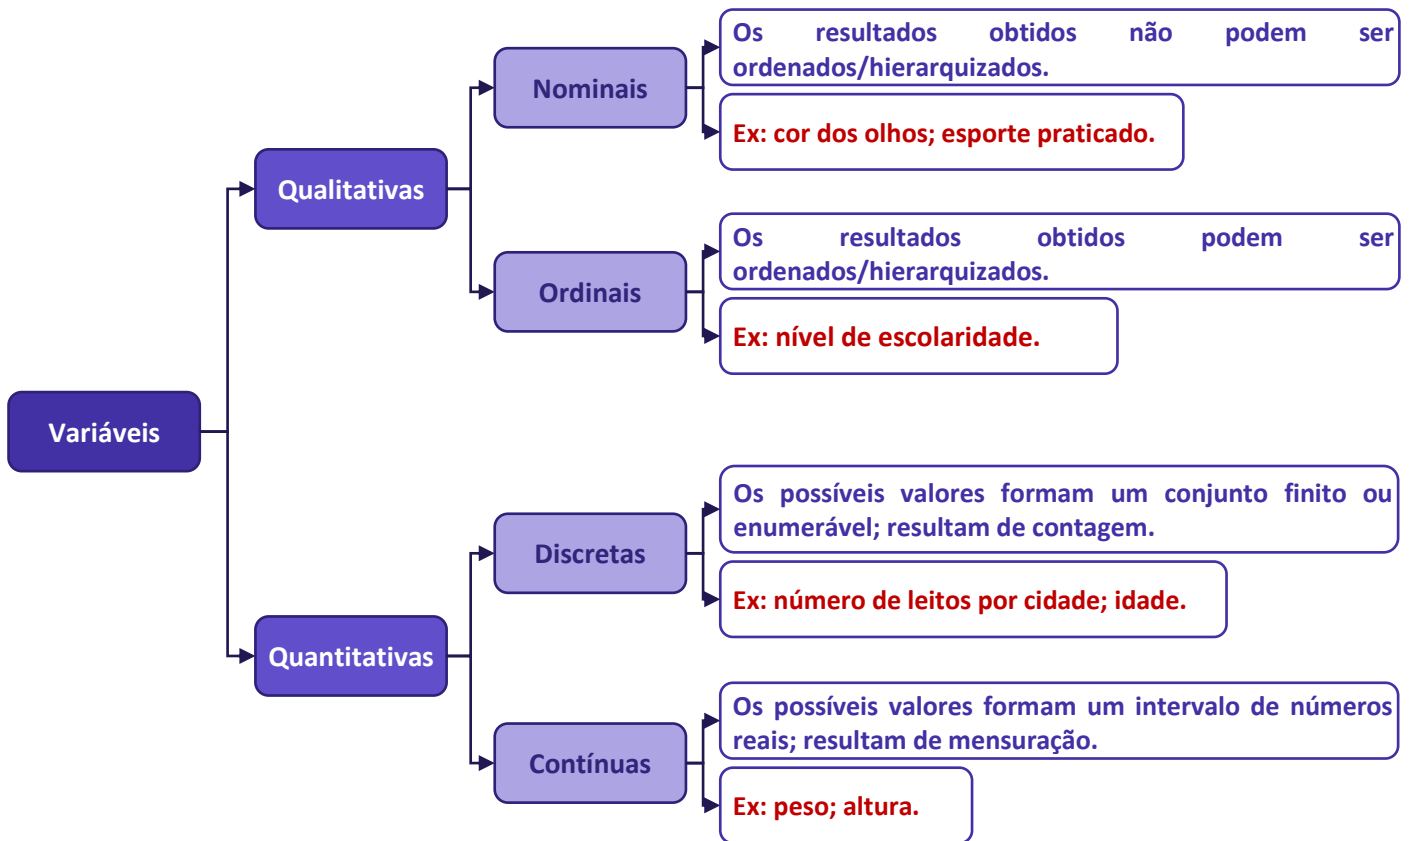 Variáveis
Qualitativas
Nominais
Os resultados obtidos não podem ser
ordenados/hierarquizados.
Ex: cor dos olhos; esporte praticado.
Ordinais
Os resultados obtidos podem ser
ordenados/hierarquizados.
Ex: nível de escolaridade.
Quantitativas
Discretas
Os possíveis valores formam um conjunto finito ou
enumerável; resultam de contagem.
Ex: número de leitos por cidade; idade.
Contínuas
Os possíveis valores formam um intervalo de números
reais; resultam de mensuração.
Ex: peso; altura.